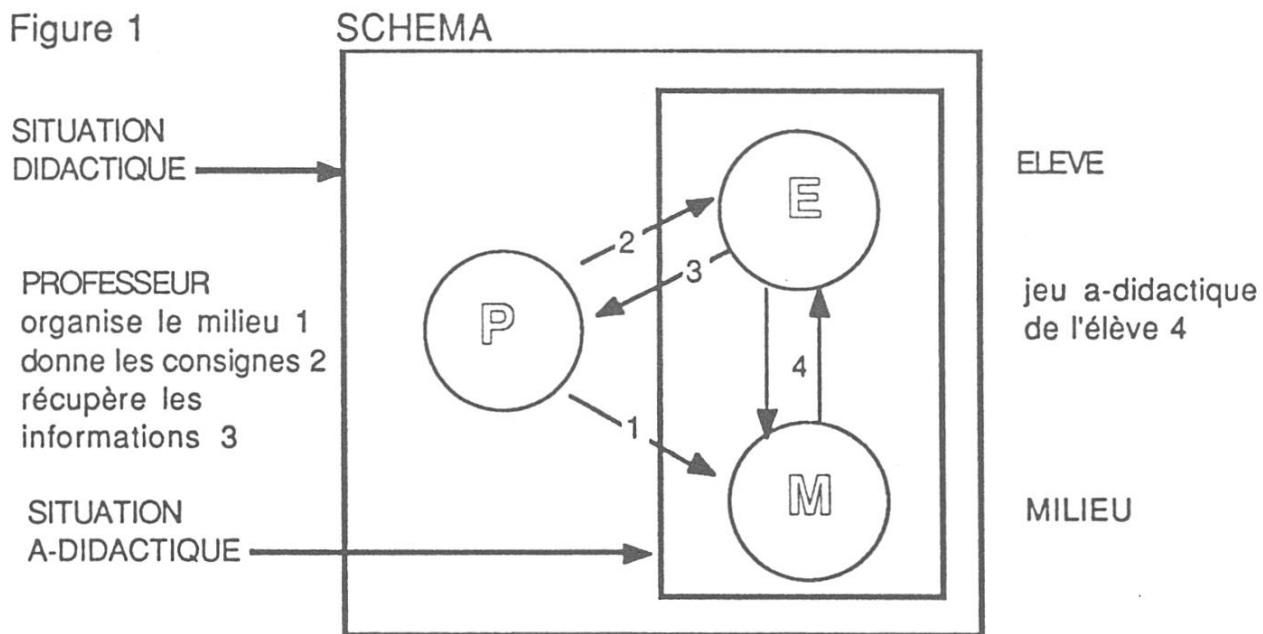 Figure 1
SCHEMA
SITUATION
DIDACTIQUE
PROFESSEUR
organise le milieu 1
donne les consignes 2
récupère les
informations 3
SITUATION
A-DIDACTIQUE
P
2
3
1
E
4
M
ELEVE
jeu a-didactique
de l'élève 4
MILIEU